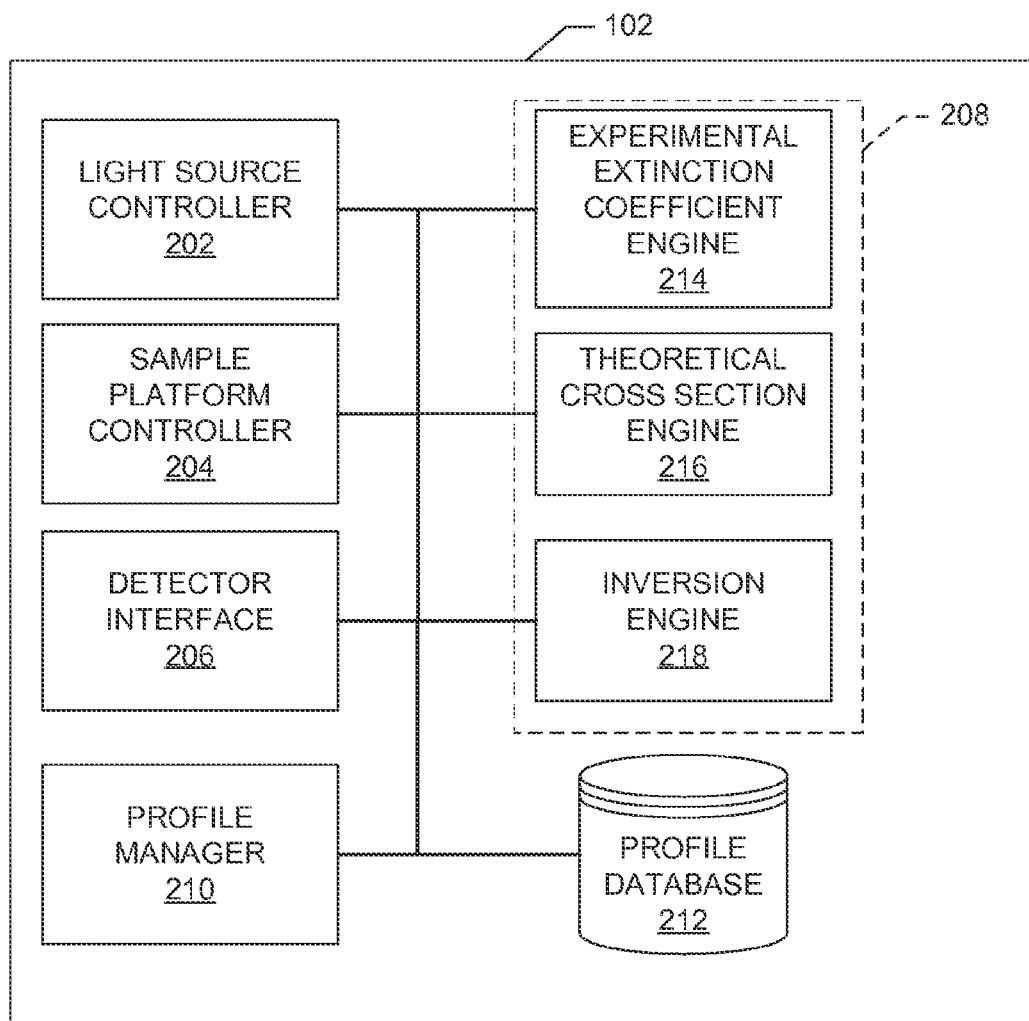 102
208
LIGHT SOURCE
CONTROLLER
202
EXPERIMENTAL
EXTINCTION
COEFFICIENT
ENGINE
214
SAMPLE
PLATFORM
CONTROLLER
204
THEORETICAL
CROSS SECTION
ENGINE
216
DETECTOR
INTERFACE
206
INVERSION
ENGINE
218
PROFILE
MANAGER
210
PROFILE
DATABASE
212